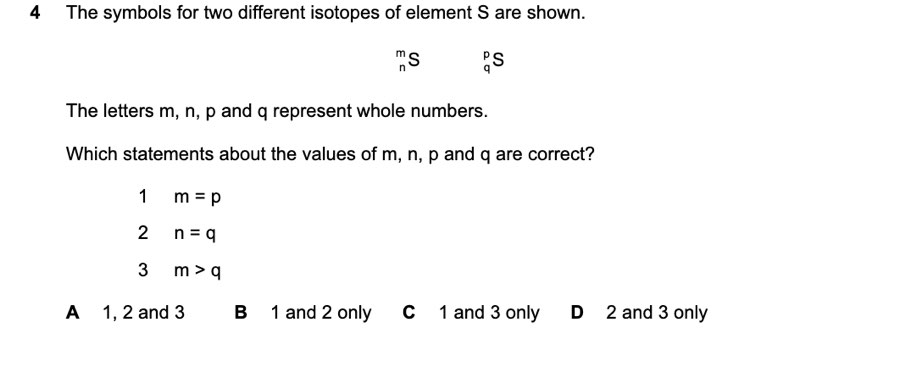 4 The symbols for two different isotopes of element S are shown.
m
n S p
q S
The letters m, n, p and q represent whole numbers.
Which statements about the values of m, n, p and q are correct?
1 m = p
2 n = q
3 m > q
A 1, 2 and 3 B 1 and 2 only C 1 and 3 only D 2 and 3 only